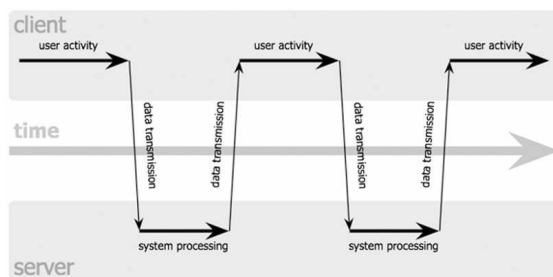 client
user activity
user activity
user activity
data transmission
data transmission
data transmission
data transmission
time
system processing
system processing
server